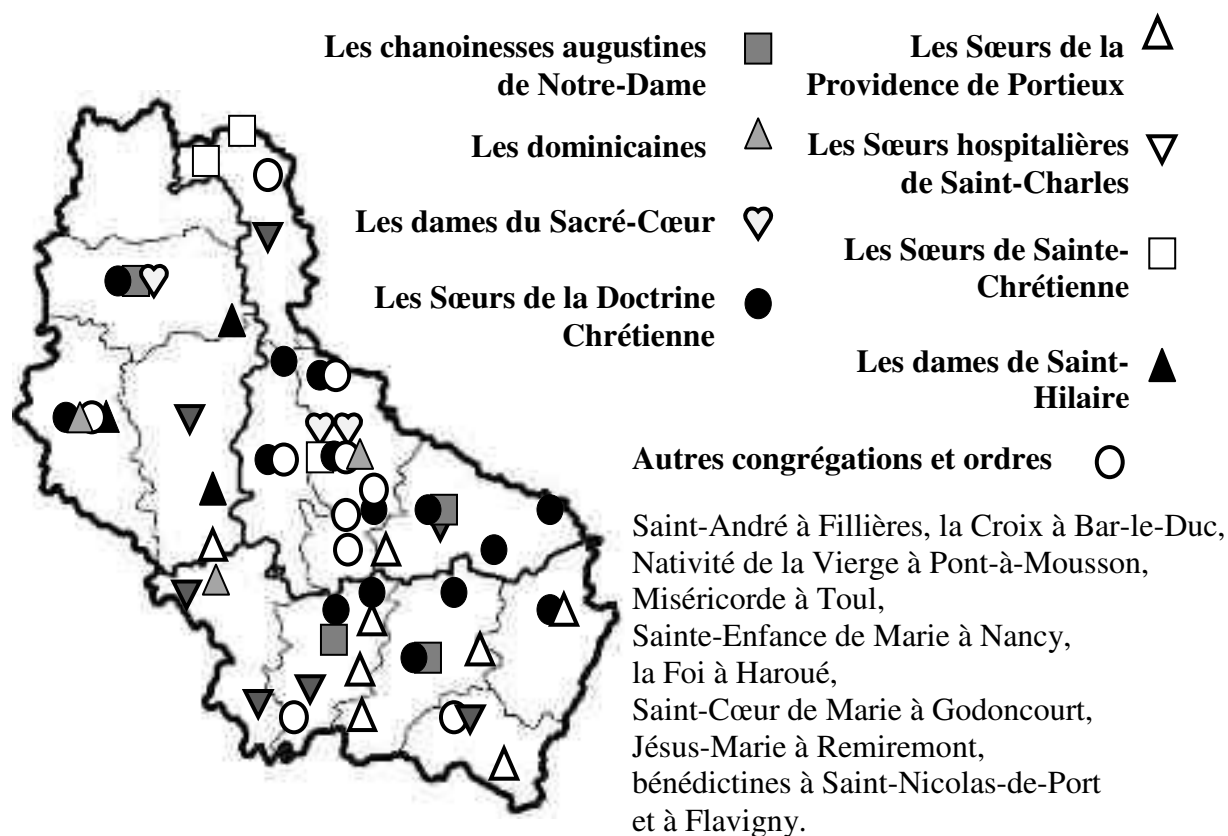 Les chanoinesses augustines
de Notre-Dame
Les dominicaines
Les dames du Sacré-Cœur
Les Sœurs de la Doctrine
Chrétienne
Les Sœurs de la
Providence de Portieux
Les Sœurs hospitalières
de Saint-Charles
Les Sœurs de Sainte-
Chrétienne
Les dames de Saint-
Hilaire
Autres congrégations et ordres
Saint-André à Fillières, la Croix à Bar-le-Duc,
Nativité de la Vierge à Pont-à-Mousson,
Miséricorde à Toul,
Sainte-Enfance de Marie à Nancy,
la Foi à Haroué,
Saint-Cœur de Marie à Godoncourt,
Jésus-Marie à Remiremont,
bénédictines à Saint-Nicolas-de-Port
et à Flavigny.